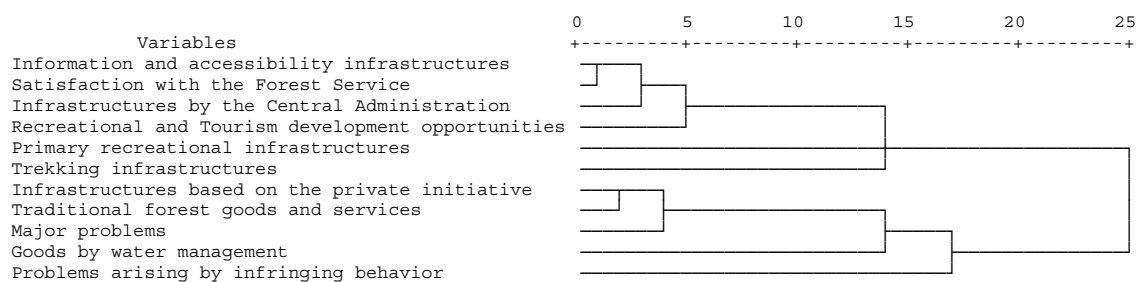 0 5 10 15 20 25
Variables +---------+---------+---------+---------+---------+
Information and accessibility infrastructures
Satisfaction with the Forest Service
Infrastructures by the Central Administration
Recreational and Tourism development opportunities
Primary recreational infrastructures
Trekking infrastructures
Infrastructures based on the private initiative
Traditional forest goods and services
Major problems
Goods by water management
Problems arising by infringing behavior